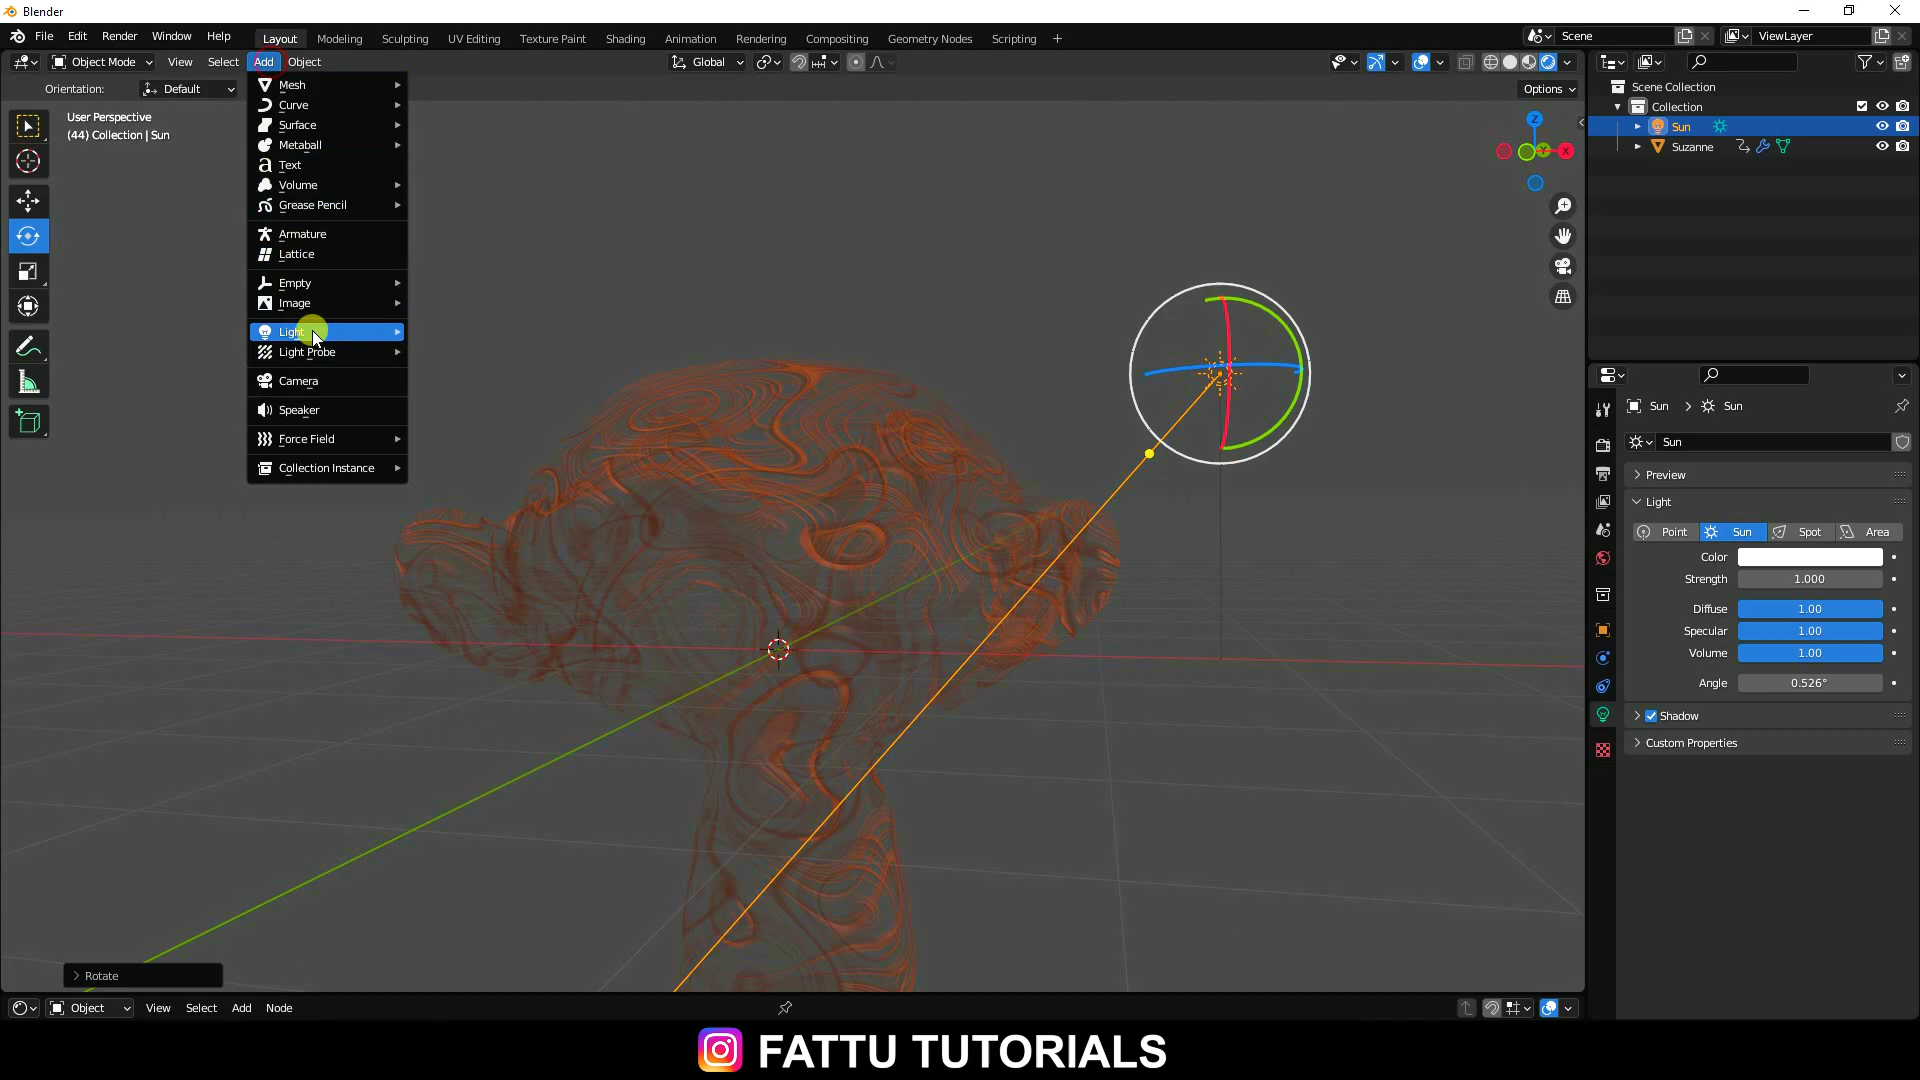 Blender
File Edit Render Window Help Layout Modeling Sculpting UV Editing Texture Paint Shading Animation Rendering Compositing Geometry Nodes Scripting + Scene ViewLayer
Object Mode View Select Add Object Global
Orientation: Default Options
User Perspective
(44) Collection | Sun
Mesh
Curve
Surface
Metaball
Text
Volume
Grease Pencil
Armature
Lattice
Empty
Image
Light
Light Probe
Camera
Speaker
Force Field
Collection Instance
Z
Y
X
Scene Collection
Collection
Sun
Suzanne
Sun > Sun
Sun
Preview
Light
Point Sun Spot Area
Color
Strength 1.000
Diffuse 1.00
Specular 1.00
Volume 1.00
Angle 0.526°
Shadow
Custom Properties
Rotate
Object View Select Add Node
FATTU TUTORIALS